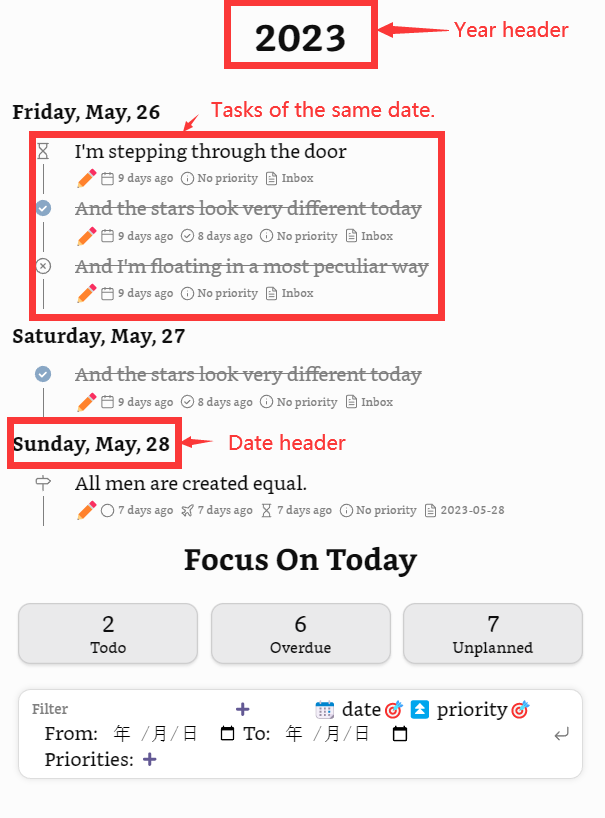 2023
Year header
Friday, May, 26
Tasks of the same date.
I'm stepping through the door
9 days ago No priority Inbox
And the stars look very different today
9 days ago 8 days ago No priority Inbox
And I'm floating in a most peculiar way
9 days ago No priority Inbox
Saturday, May, 27
And the stars look very different today
9 days ago 8 days ago No priority Inbox
Sunday, May, 28
Date header
All men are created equal.
7 days ago 7 days ago 7 days ago No priority 2023-05-28
Focus On Today
2 6 7
Todo Overdue Unplanned
Filter + date priority
From: 年 /月/日 To: 年 /月/日
Priorities: +